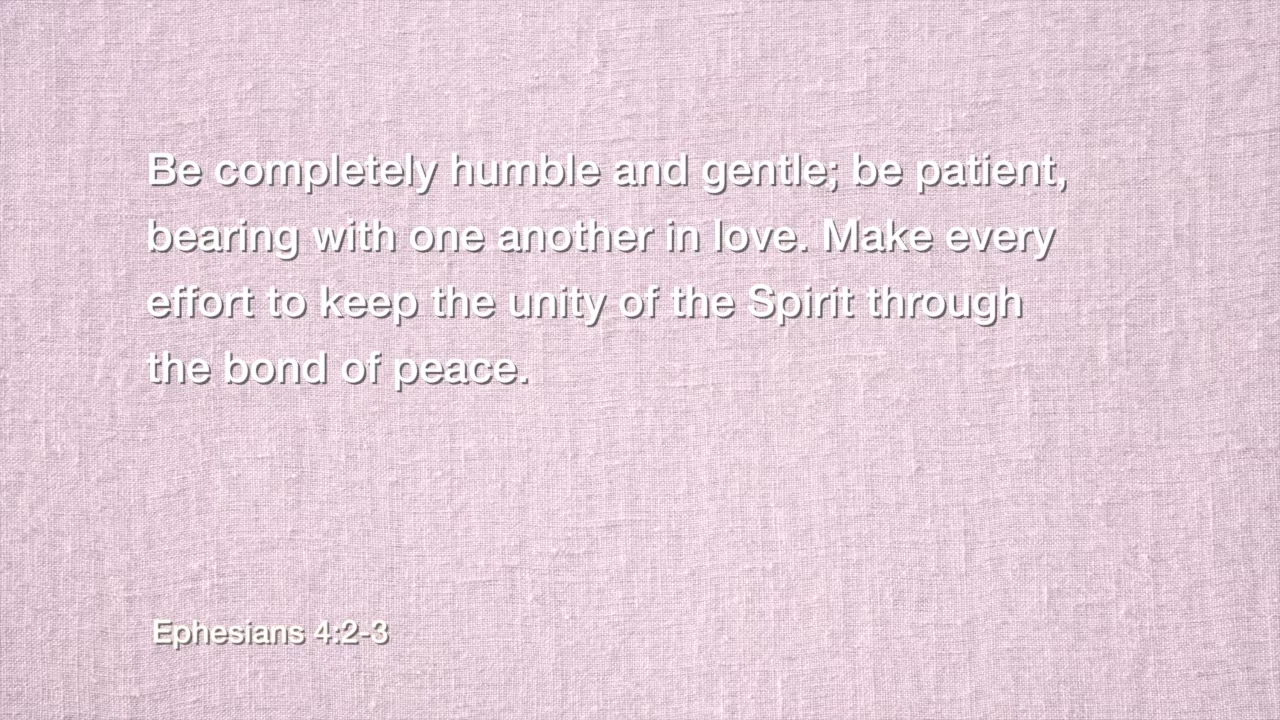 Be completely humble and gentle; be patient,
bearing with one another in love. Make every
effort to keep the unity of the Spirit through
the bond of peace.
Ephesians 4:2-3